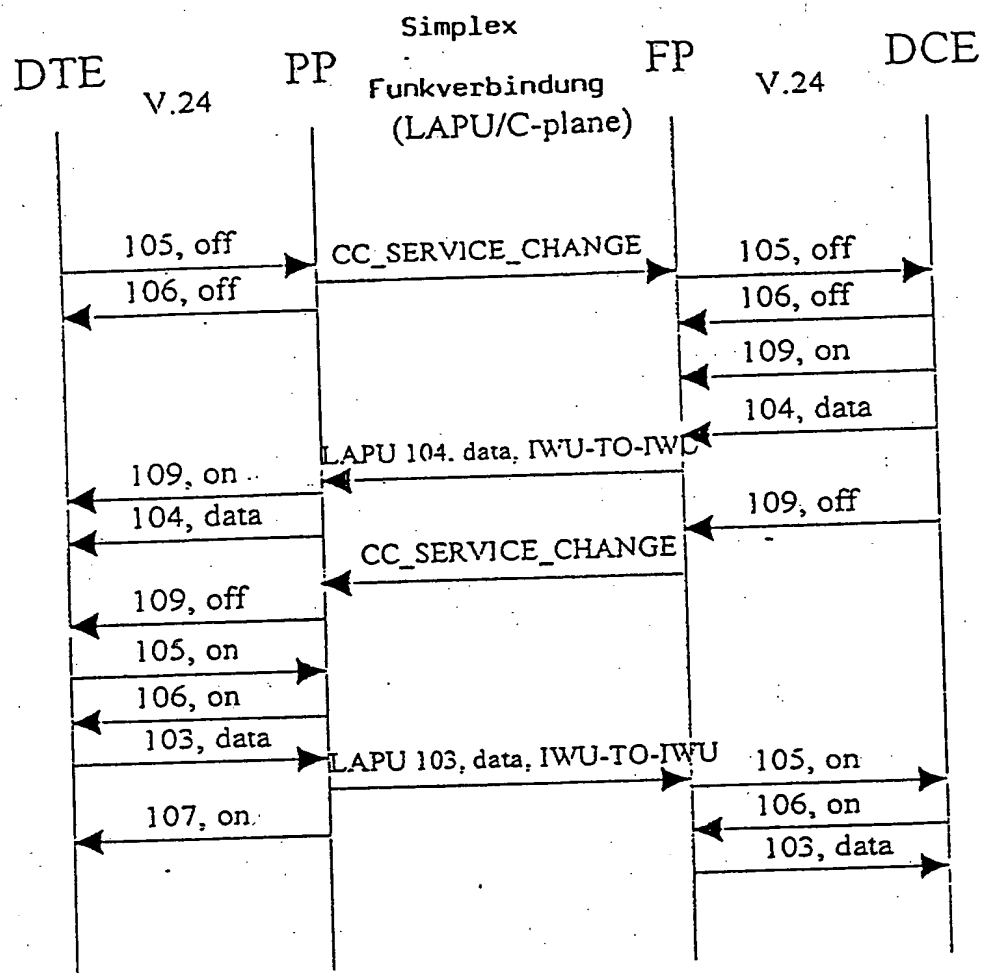 Simplex
DTE PP FP DCE
V.24 Funkverbindung V.24
(LAPU/C-plane)
105, off CC_SERVICE_CHANGE 105, off
106, off 106, off
109, on
104, data
LAPU 104. data, IWU-TO-IWU
109, on
104, data 109, off
CC_SERVICE_CHANGE
109, off
105, on
106, on
103, data LAPU 103, data, IWU-TO-IWU 105, on
107, on 106, on
103, data